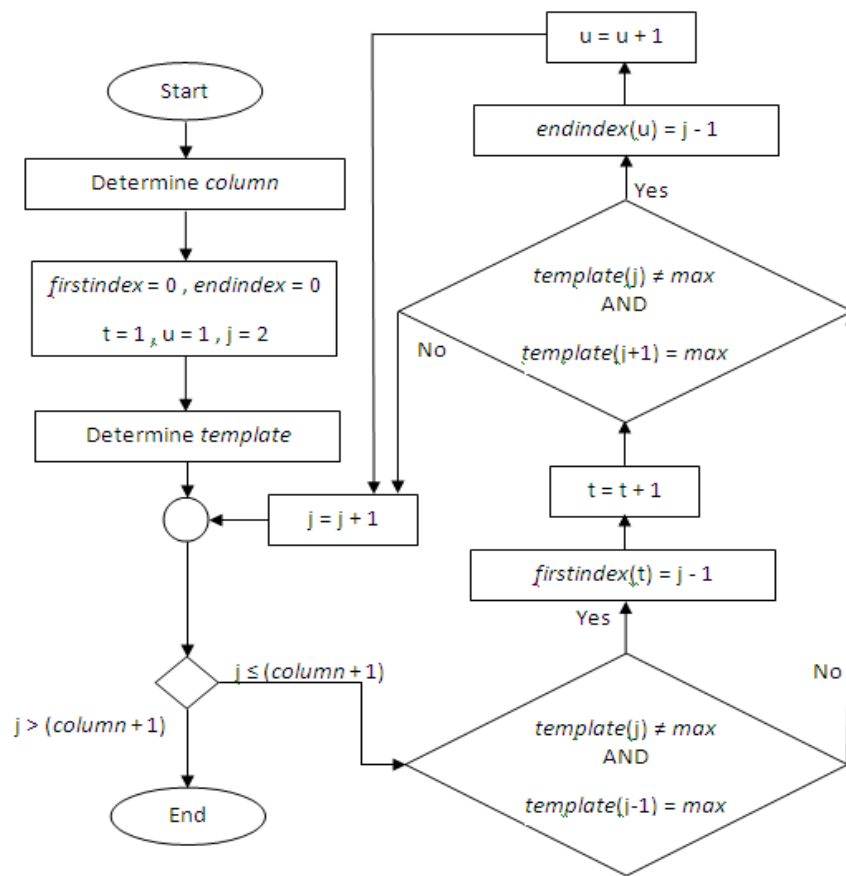 Start
Determine column
firstindex = 0 , endindex = 0
t = 1 , u = 1 , j = 2
Determine template
j = j + 1
j ≤ (column + 1)
j > (column + 1)
End
template(j) ≠ max
AND
template(j-1) = max
No
Yes
firstindex(t) = j - 1
t = t + 1
template(j) ≠ max
AND
template(j+1) = max
No
Yes
endindex(u) = j - 1
u = u + 1